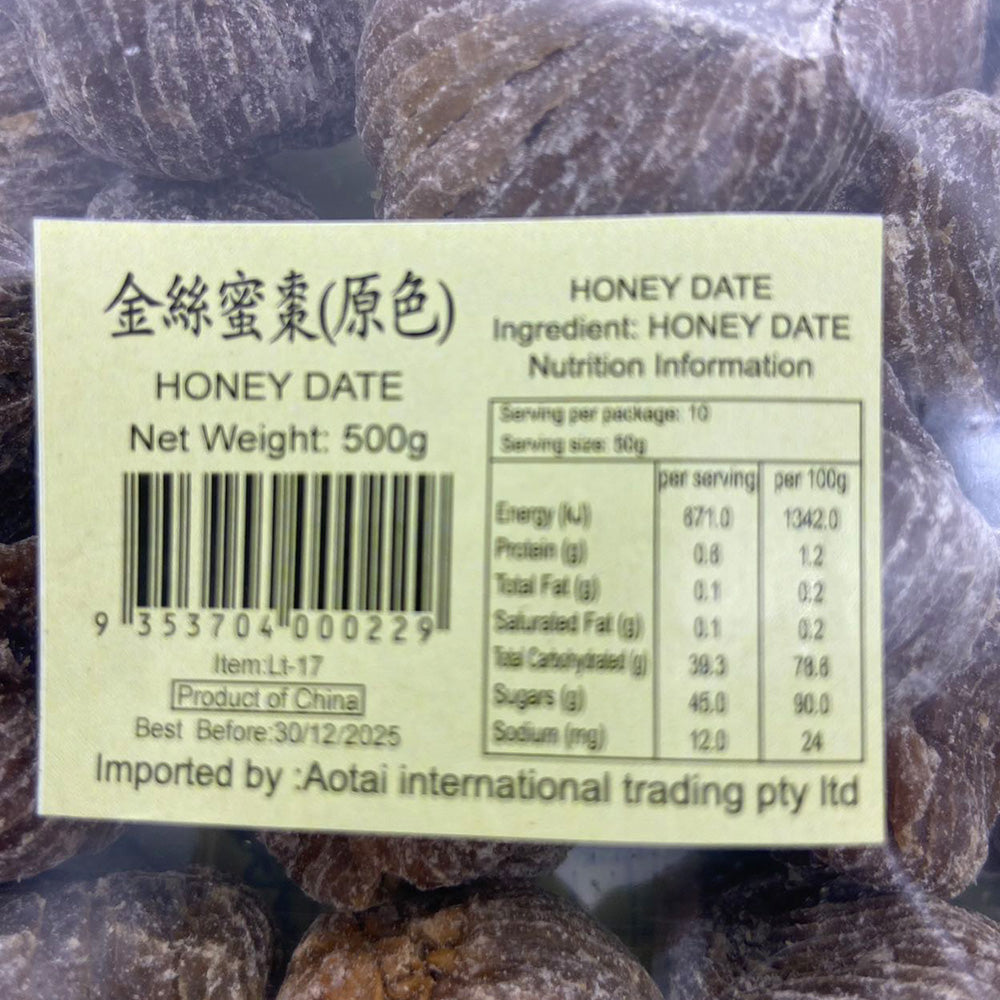 金絲蜜棗(原色)
HONEY DATE
Net Weight: 500g
9 353704 000229
Item:Lt-17
Product of China
Best Before:30/12/2025
HONEY DATE
Ingredient: HONEY DATE
Nutrition Information
Serving per package: 10
Serving size: 50g
per serving per 100g
Energy (kJ) 671.0 1342.0
Protein (g) 0.6 1.2
Total Fat (g) 0.1 0.2
Saturated Fat (g) 0.1 0.2
Total Carbohydrated (g) 39.3 78.6
Sugars (g) 45.0 90.0
Sodium (mg) 12.0 24
Imported by :Aotai international trading pty ltd